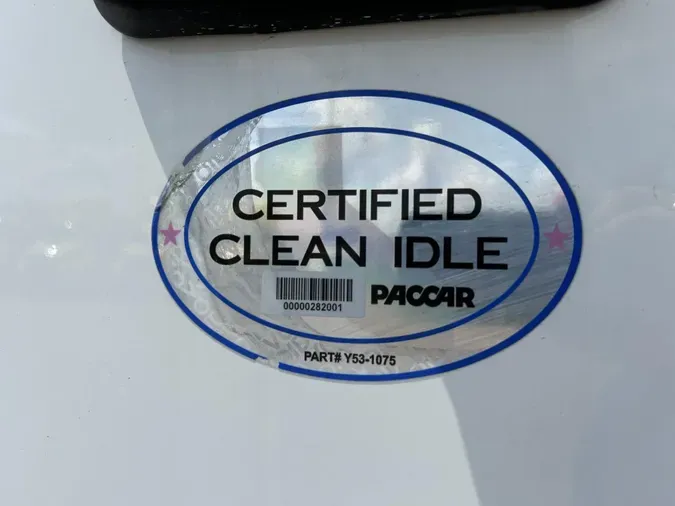 CERTIFIED
CLEAN IDLE
00000282001
PACCAR
PART# Y53-1075